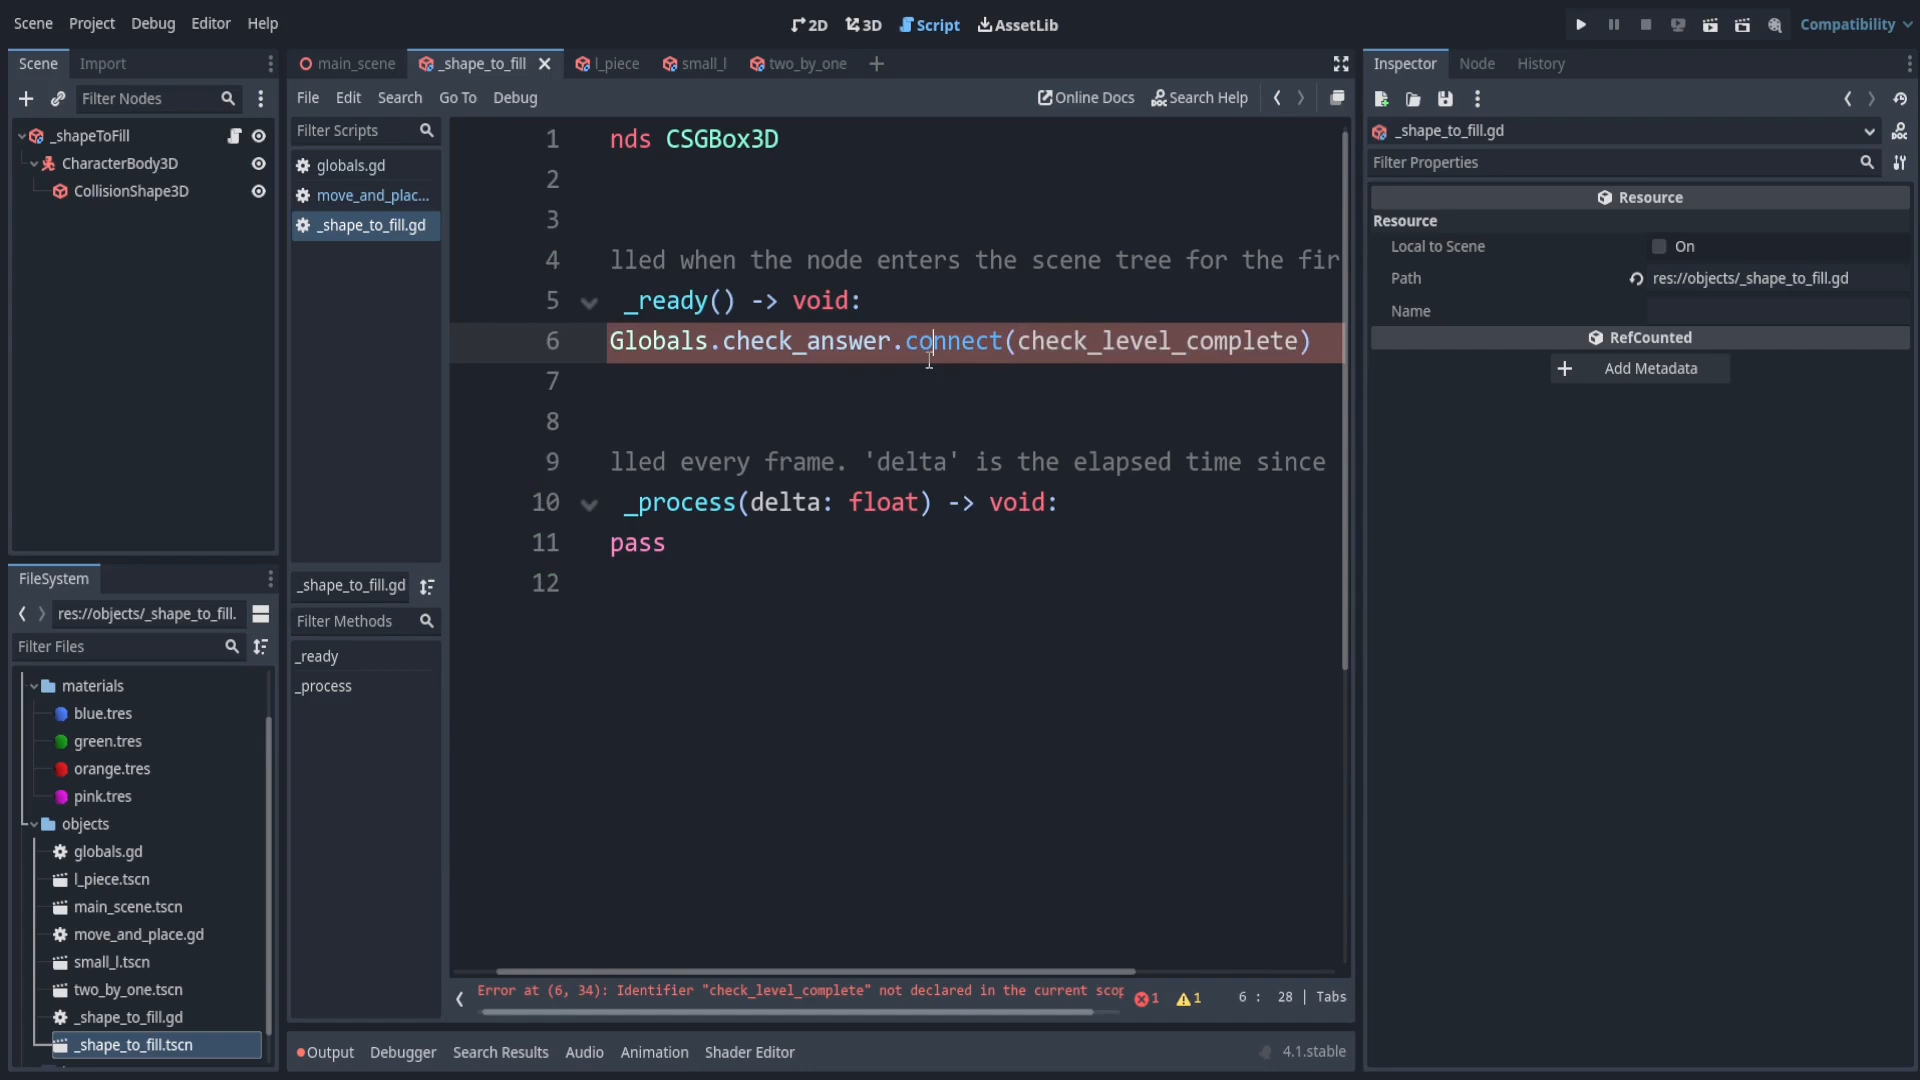 Scene Project Debug Editor Help
2D 3D Script AssetLib
Compatibility
Scene Import
Filter Nodes
_shapeToFill
CharacterBody3D
CollisionShape3D
FileSystem
res://objects/_shape_to_fill.
Filter Files
materials
blue.tres
green.tres
orange.tres
pink.tres
objects
globals.gd
l_piece.tscn
main_scene.tscn
move_and_place.gd
small_l.tscn
two_by_one.tscn
_shape_to_fill.gd
_shape_to_fill.tscn
main_scene _shape_to_fill l_piece small_l two_by_one
File Edit Search Go To Debug
Online Docs Search Help
Filter Scripts
globals.gd
move_and_plac...
_shape_to_fill.gd
_shape_to_fill.gd
Filter Methods
_ready
_process
1 nds CSGBox3D
2
3
4 lled when the node enters the scene tree for the fir
5 _ready() -> void:
6 Globals.check_answer.connect(check_level_complete)
7
8
9 lled every frame. 'delta' is the elapsed time since
10 _process(delta: float) -> void:
11 pass
12
Error at (6, 34): Identifier "check_level_complete" not declared in the current scop
1 1 6 : 28 | Tabs
Output Debugger Search Results Audio Animation Shader Editor
4.1.stable
Inspector Node History
_shape_to_fill.gd
Filter Properties
Resource
Resource
Local to Scene On
Path res://objects/_shape_to_fill.gd
Name
RefCounted
Add Metadata